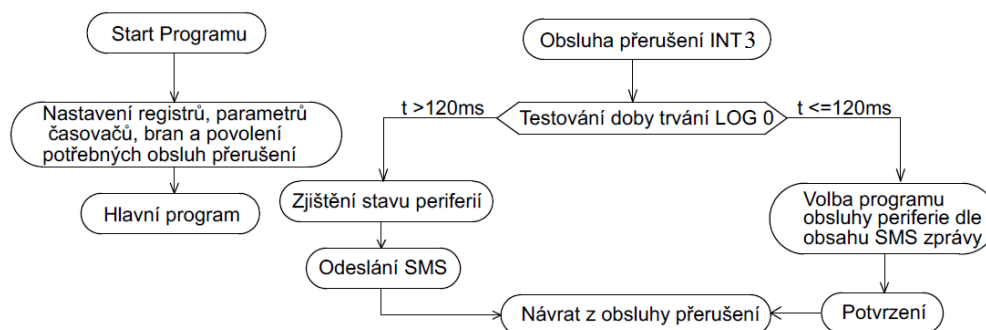 Start Programu
Nastavení registrů, parametrů
časovačů, bran a povolení
potřebných obsluh přerušení
Hlavní program
Obsluha přerušení INT3
t >120ms
Testování doby trvání LOG 0
t <=120ms
Zjištění stavu periferií
Odeslání SMS
Volba programu
obsluhy periferie dle
obsahu SMS zprávy
Potvrzení
Návrat z obsluhy přerušení